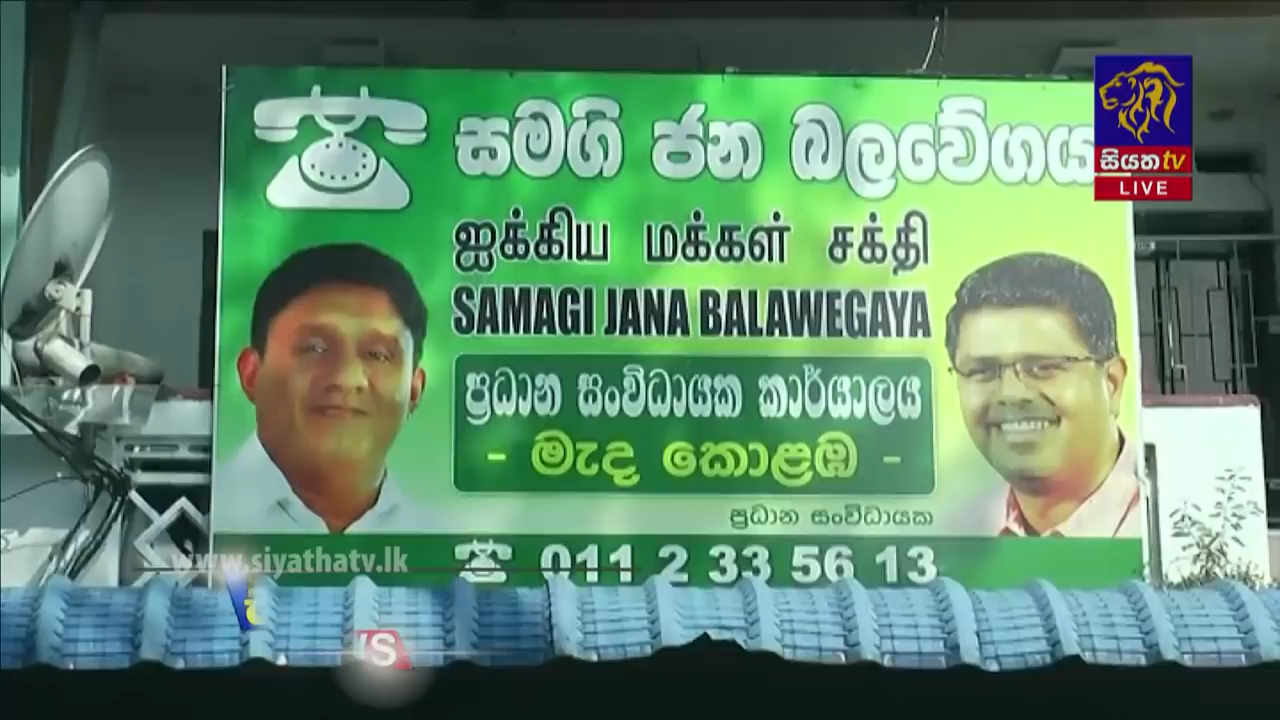 සමගි ජන බලවේගය
ஐக்கிய மக்கள் சக்தி
SAMAGI JANA BALAWEGAYA
ප්‍රධාන සංවිධායක කාර්යාලය
- මැද කොළඹ -
ප්‍රධාන සංවිධායක
011 2 33 56 13
සියත tv
LIVE
www.siyathatv.lk